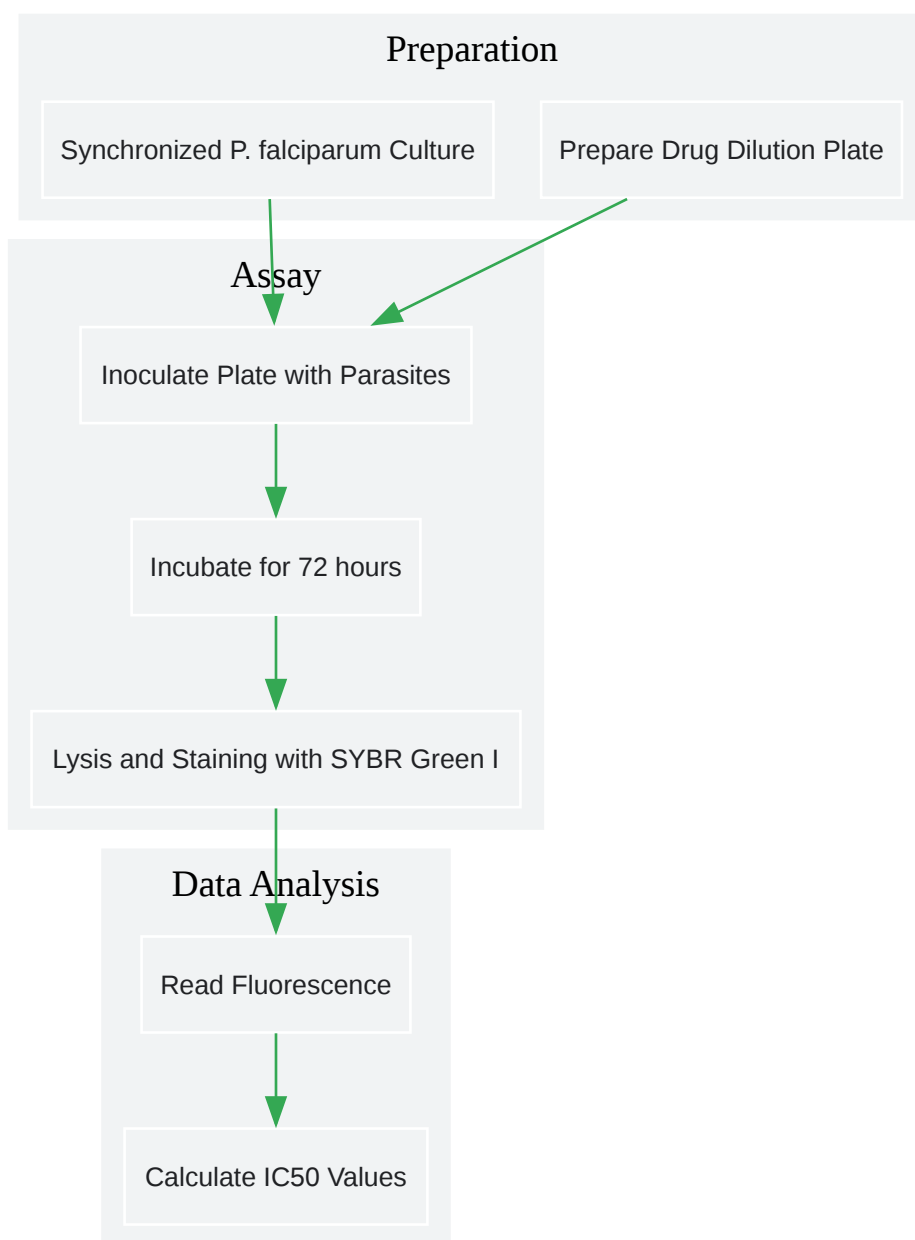 Preparation
Synchronized P. falciparum Culture
Prepare Drug Dilution Plate
Assay
Inoculate Plate with Parasites
Incubate for 72 hours
Lysis and Staining with SYBR Green I
Data Analysis
Read Fluorescence
Calculate IC50 Values